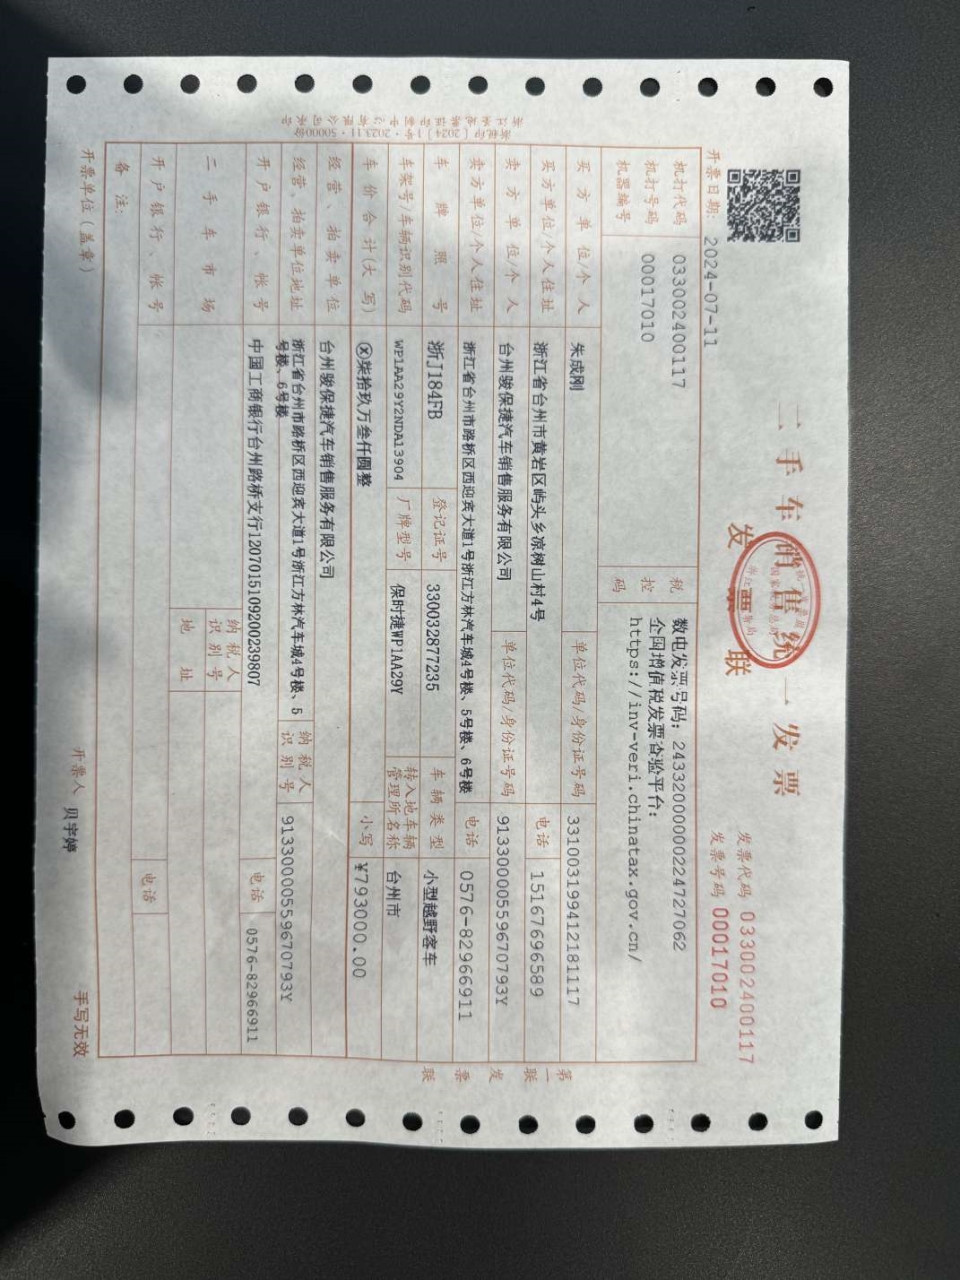 二手车销售统一发票
发票联
发票代码 033002400117
发票号码 00017010
开票日期: 2024-07-11
机打代码 033002400117
机打号码 00017010
机器编号
税控码
数电发票号码: 24332000000224727062
全国增值税发票查验平台:
https://inv-veri.chinatax.gov.cn/
买方单位/个人 朱成刚 单位代码/身份证号码 331003199412181117
买方单位/个人住址 浙江省台州市黄岩区屿头乡凉树山村4号 电话 15167696589
卖方单位/个人 台州骏保捷汽车销售服务有限公司 单位代码/身份证号码 91330000559670793Y
卖方单位/个人住址 浙江省台州市路桥区西迎宾大道1号浙江方林汽车城4号楼、5号楼、6号楼 电话 0576-82966911
车牌照号 浙J184FB 登记证号 330032877235 车辆类型 小型越野客车
车架号/车辆识别代码 WP1AA29Y2NDA13904 厂牌型号 保时捷WP1AA29Y 转入地车辆管理所名称 台州市
车价合计(大写) ⓧ柒拾玖万叁仟圆整 小写 ¥793000.00
经营、拍卖单位 台州骏保捷汽车销售服务有限公司
经营、拍卖单位地址 浙江省台州市路桥区西迎宾大道1号浙江方林汽车城4号楼、5号楼、6号楼 纳税人识别号 91330000559670793Y
开户银行、帐号 中国工商银行台州路桥支行1207015109200239807 电话 0576-82966911
二手车市场 纳税人识别号
地址
开户银行、帐号 电话
备注:
开票单位(盖章) 开票人 贝宇婷 手写无效
第一联 发票联